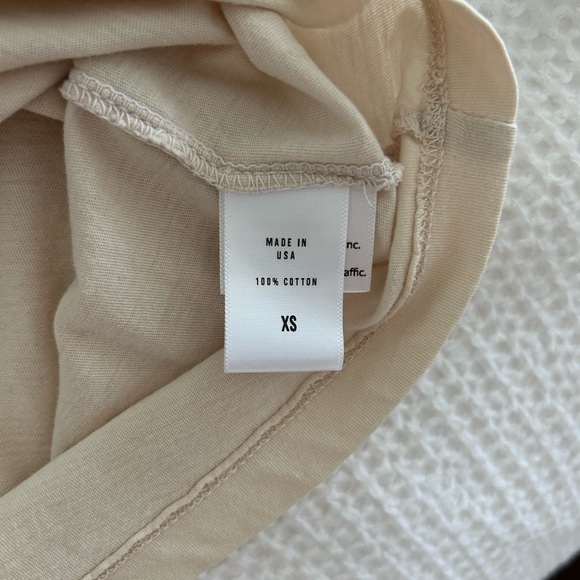 MADE IN
USA
100% COTTON
XS
nc.
affic.